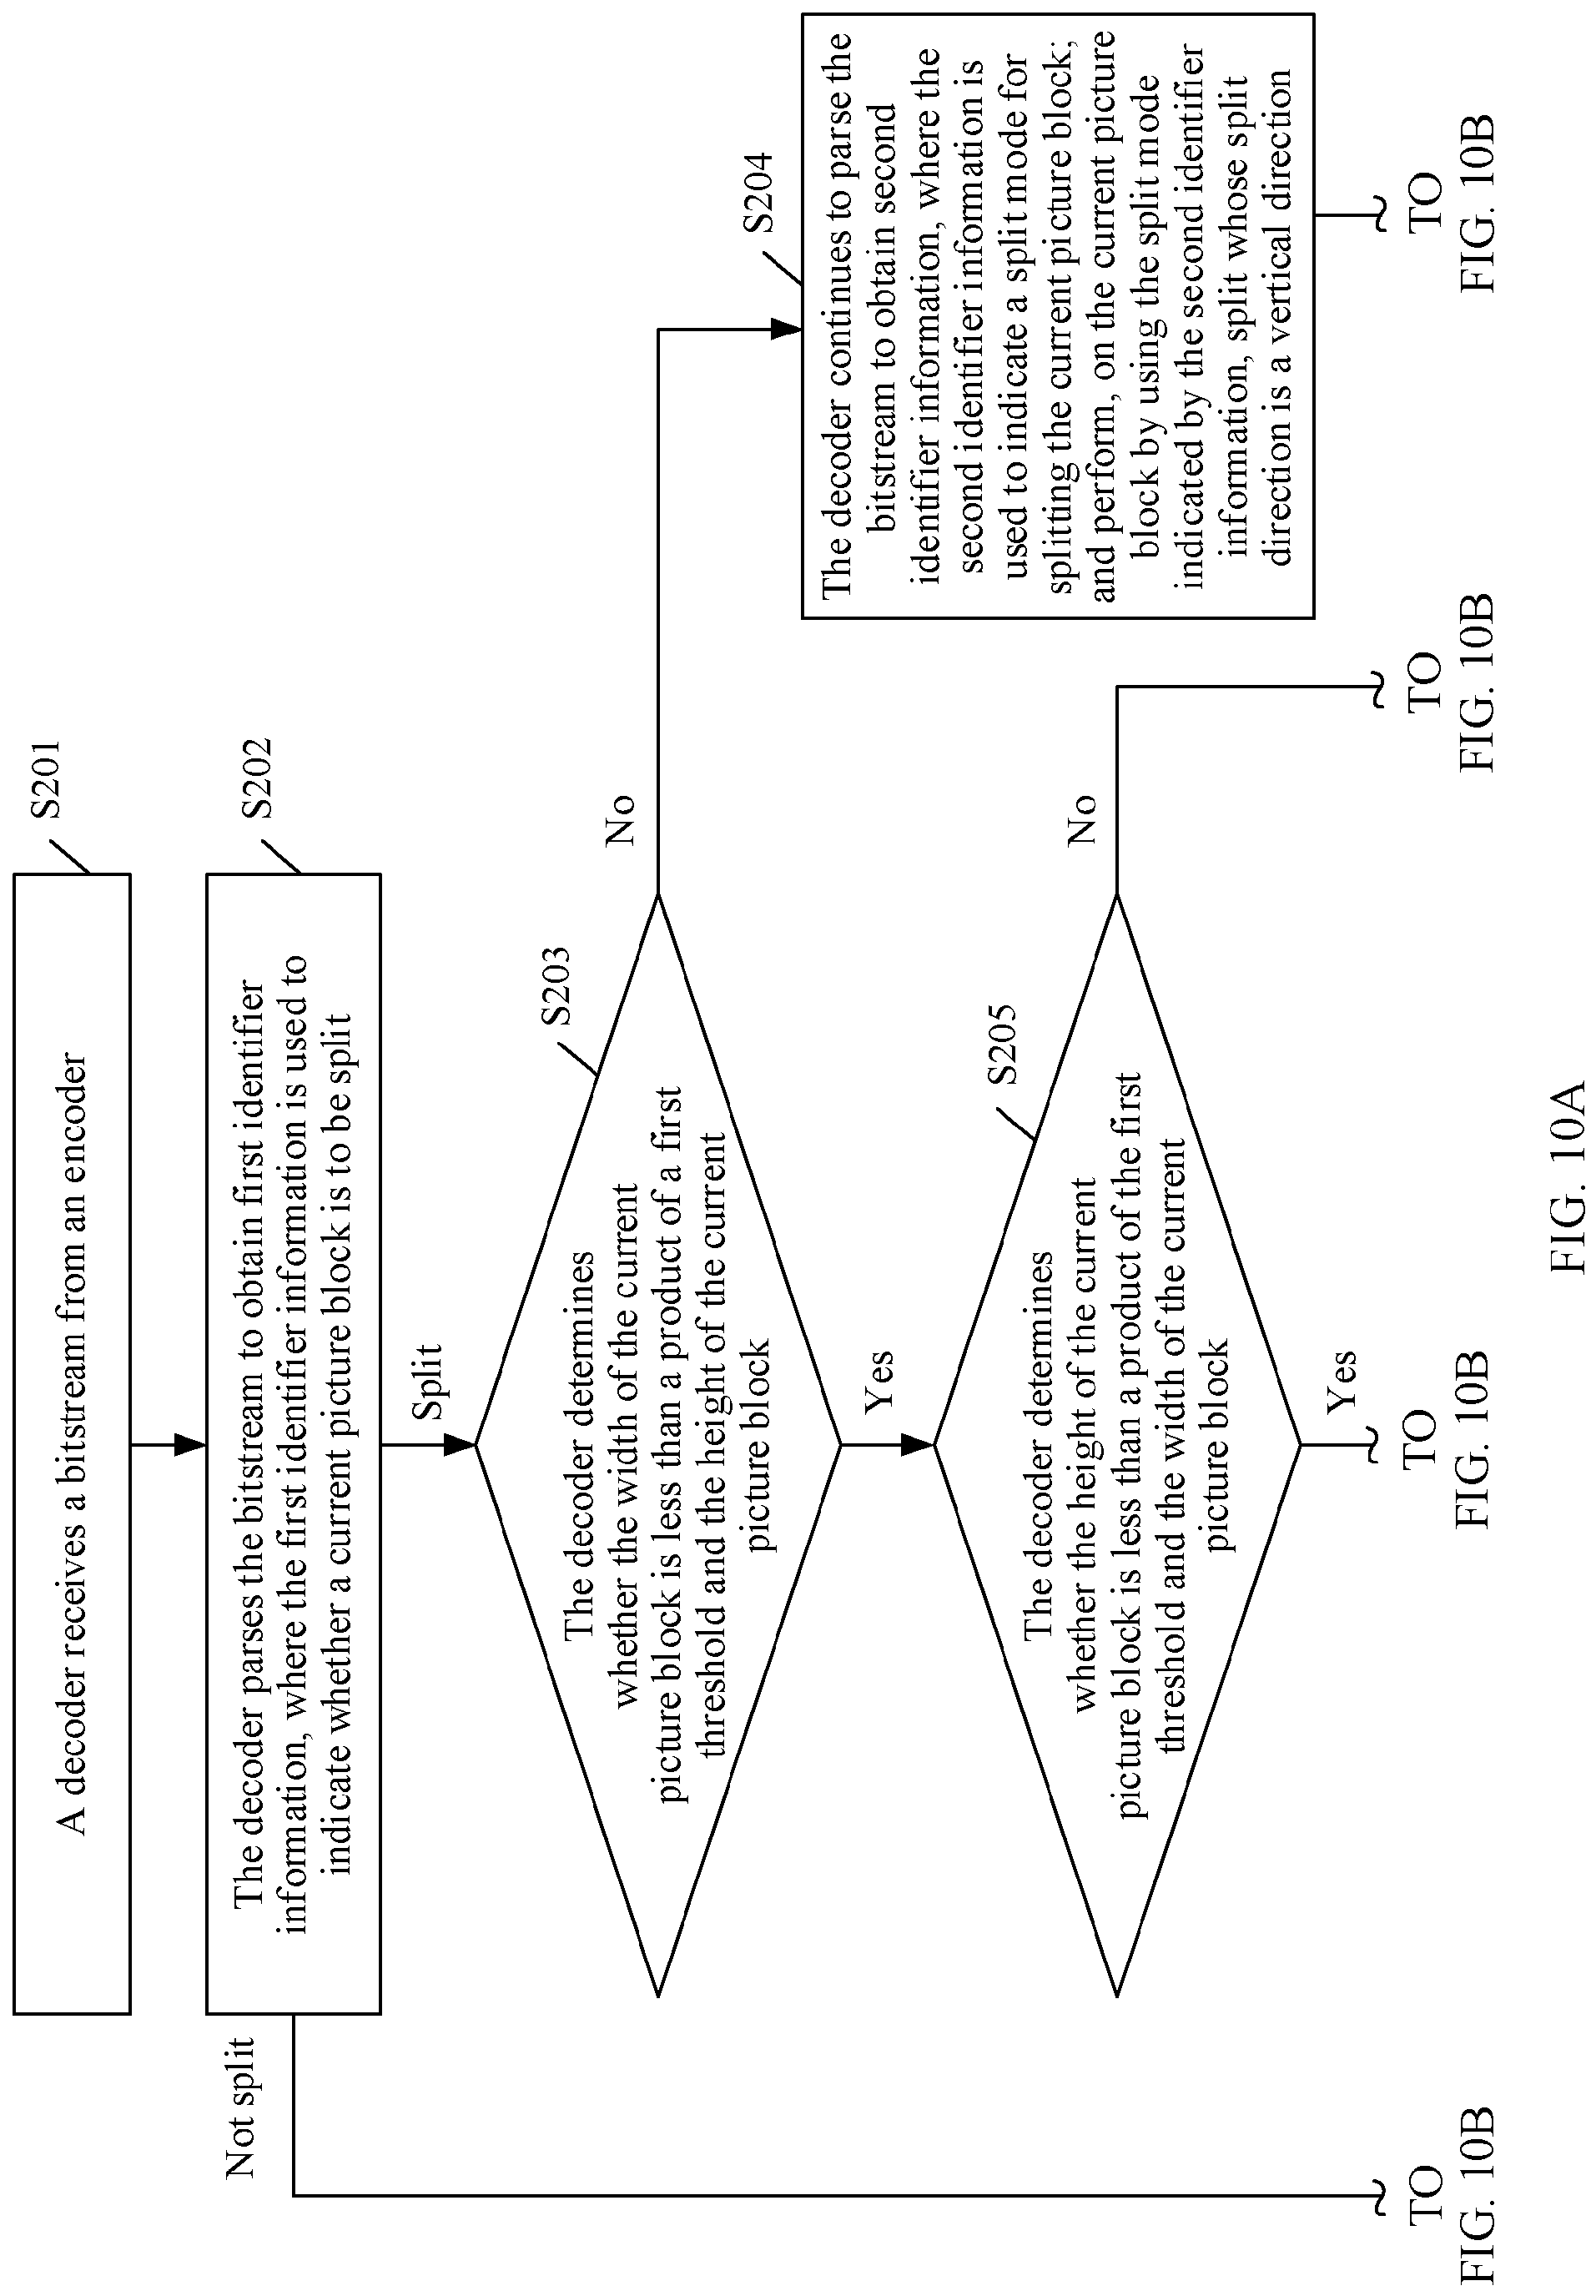 A decoder receives a bitstream from an encoder
S201
The decoder parses the bitstream to obtain first identifier
information, where the first identifier information is used to
indicate whether a current picture block is to be split
S202
Not split
Split
The decoder determines
whether the width of the current
picture block is less than a product of a first
threshold and the height of the current
picture block
S203
No
Yes
The decoder continues to parse the
bitstream to obtain second
identifier information, where the
second identifier information is
used to indicate a split mode for
splitting the current picture block;
and perform, on the current picture
block by using the split mode
indicated by the second identifier
information, split whose split
direction is a vertical direction
S204
The decoder determines
whether the height of the current
picture block is less than a product of the first
threshold and the width of the current
picture block
S205
No
Yes
TO
FIG. 10B
TO
FIG. 10B
TO
FIG. 10B
TO
FIG. 10B
FIG. 10A